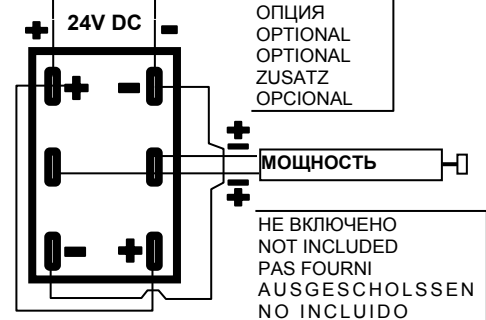 24V DC
ОПЦИЯ
OPTIONAL
OPTIONAL
ZUSATZ
OPCIONAL
МОЩНОСТЬ
НЕ ВКЛЮЧЕНО
NOT INCLUDED
PAS FOURNI
AUSGESCHOLSSEN
NO INCLUIDO